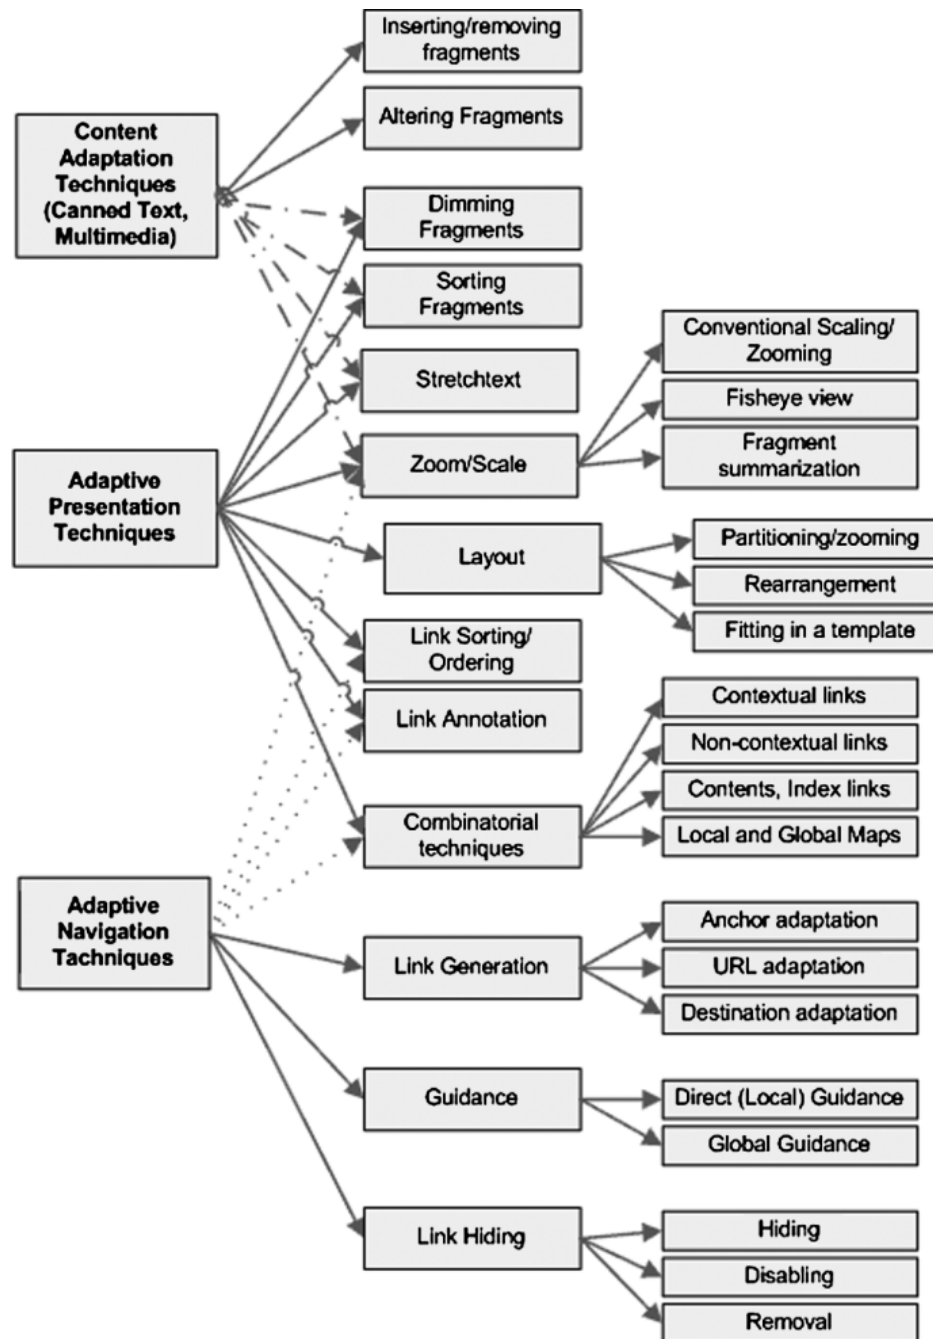 Inserting/removing
fragments
Altering Fragments
Content
Adaptation
Techniques
(Canned Text,
Multimedia)
Dimming
Fragments
Sorting
Fragments
Stretchtext
Zoom/Scale
Conventional Scaling/
Zooming
Fisheye view
Fragment
summarization
Adaptive
Presentation
Techniques
Layout
Partitioning/zooming
Rearrangement
Fitting in a template
Link Sorting/
Ordering
Link Annotation
Combinatorial
techniques
Contextual links
Non-contextual links
Contents, Index links
Local and Global Maps
Adaptive
Navigation
Tachniques
Link Generation
Anchor adaptation
URL adaptation
Destination adaptation
Guidance
Direct (Local) Guidance
Global Guidance
Link Hiding
Hiding
Disabling
Removal